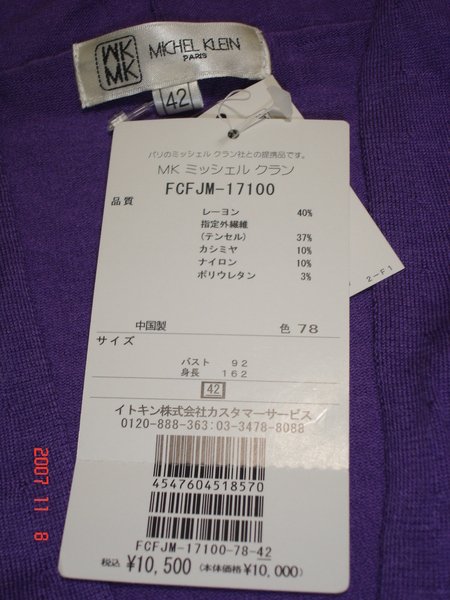 MK
MK
MICHEL KLEIN
PARIS
42
パリのミッシェル クラン社との提携品です。
MK ミッシェル クラン
FCFJM-17100
品質
レーヨン 40%
指定外繊維
(テンセル) 37%
カシミヤ 10%
ナイロン 10%
ポリウレタン 3%
2-F1
中国製 色 78
サイズ
バスト 92
身長 162
42
イトキン株式会社カスタマーサービス
0120-888-363:03-3478-8088
4547604518570
FCFJM-17100-78-42
税込 ¥10,500 (本体価格¥10,000)
2007 11 8